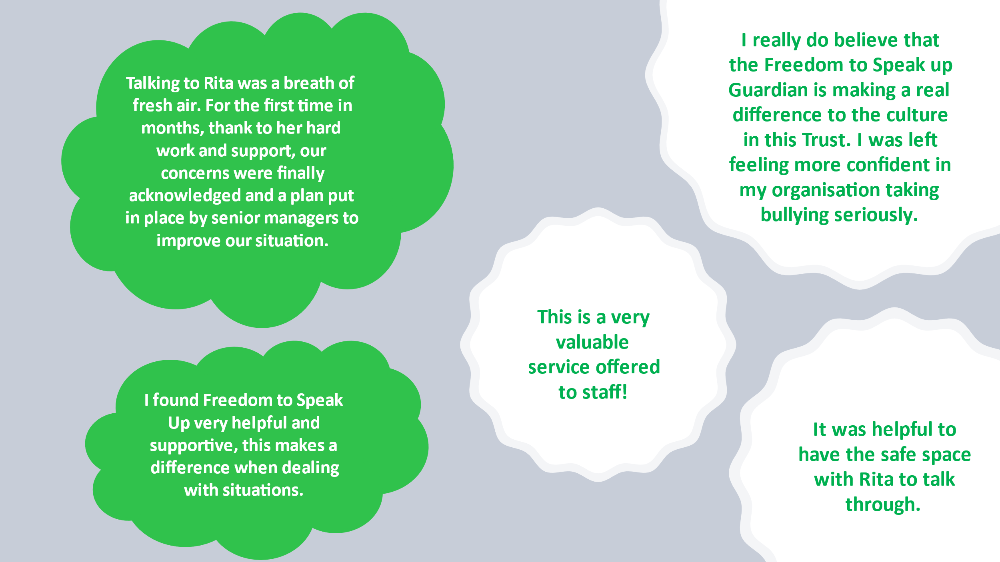 Talking to Rita was a breath of
fresh air. For the first time in
months, thank to her hard
work and support, our
concerns were finally
acknowledged and a plan put
in place by senior managers to
improve our situation.
I found Freedom to Speak
Up very helpful and
supportive, this makes a
difference when dealing
with situations.
This is a very
valuable
service offered
to staff!
I really do believe that
the Freedom to Speak up
Guardian is making a real
difference to the culture
in this Trust. I was left
feeling more confident in
my organisation taking
bullying seriously.
It was helpful to
have the safe space
with Rita to talk
through.